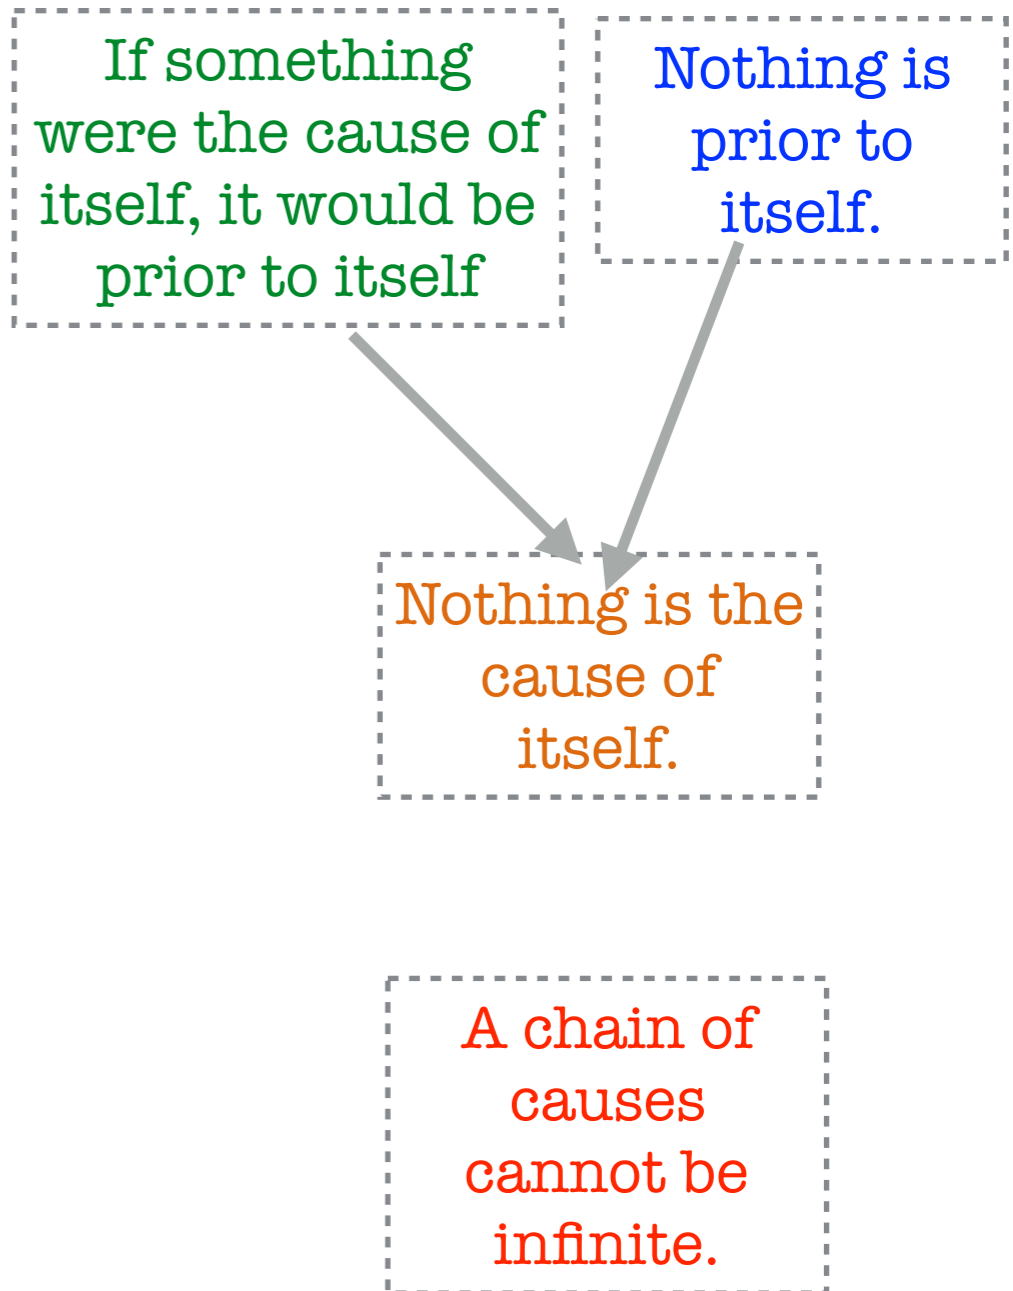 If something
were the cause of
itself, it would be
prior to itself
Nothing is
prior to
itself.
Nothing is the
cause of
itself.
A chain of
causes
cannot be
infinite.